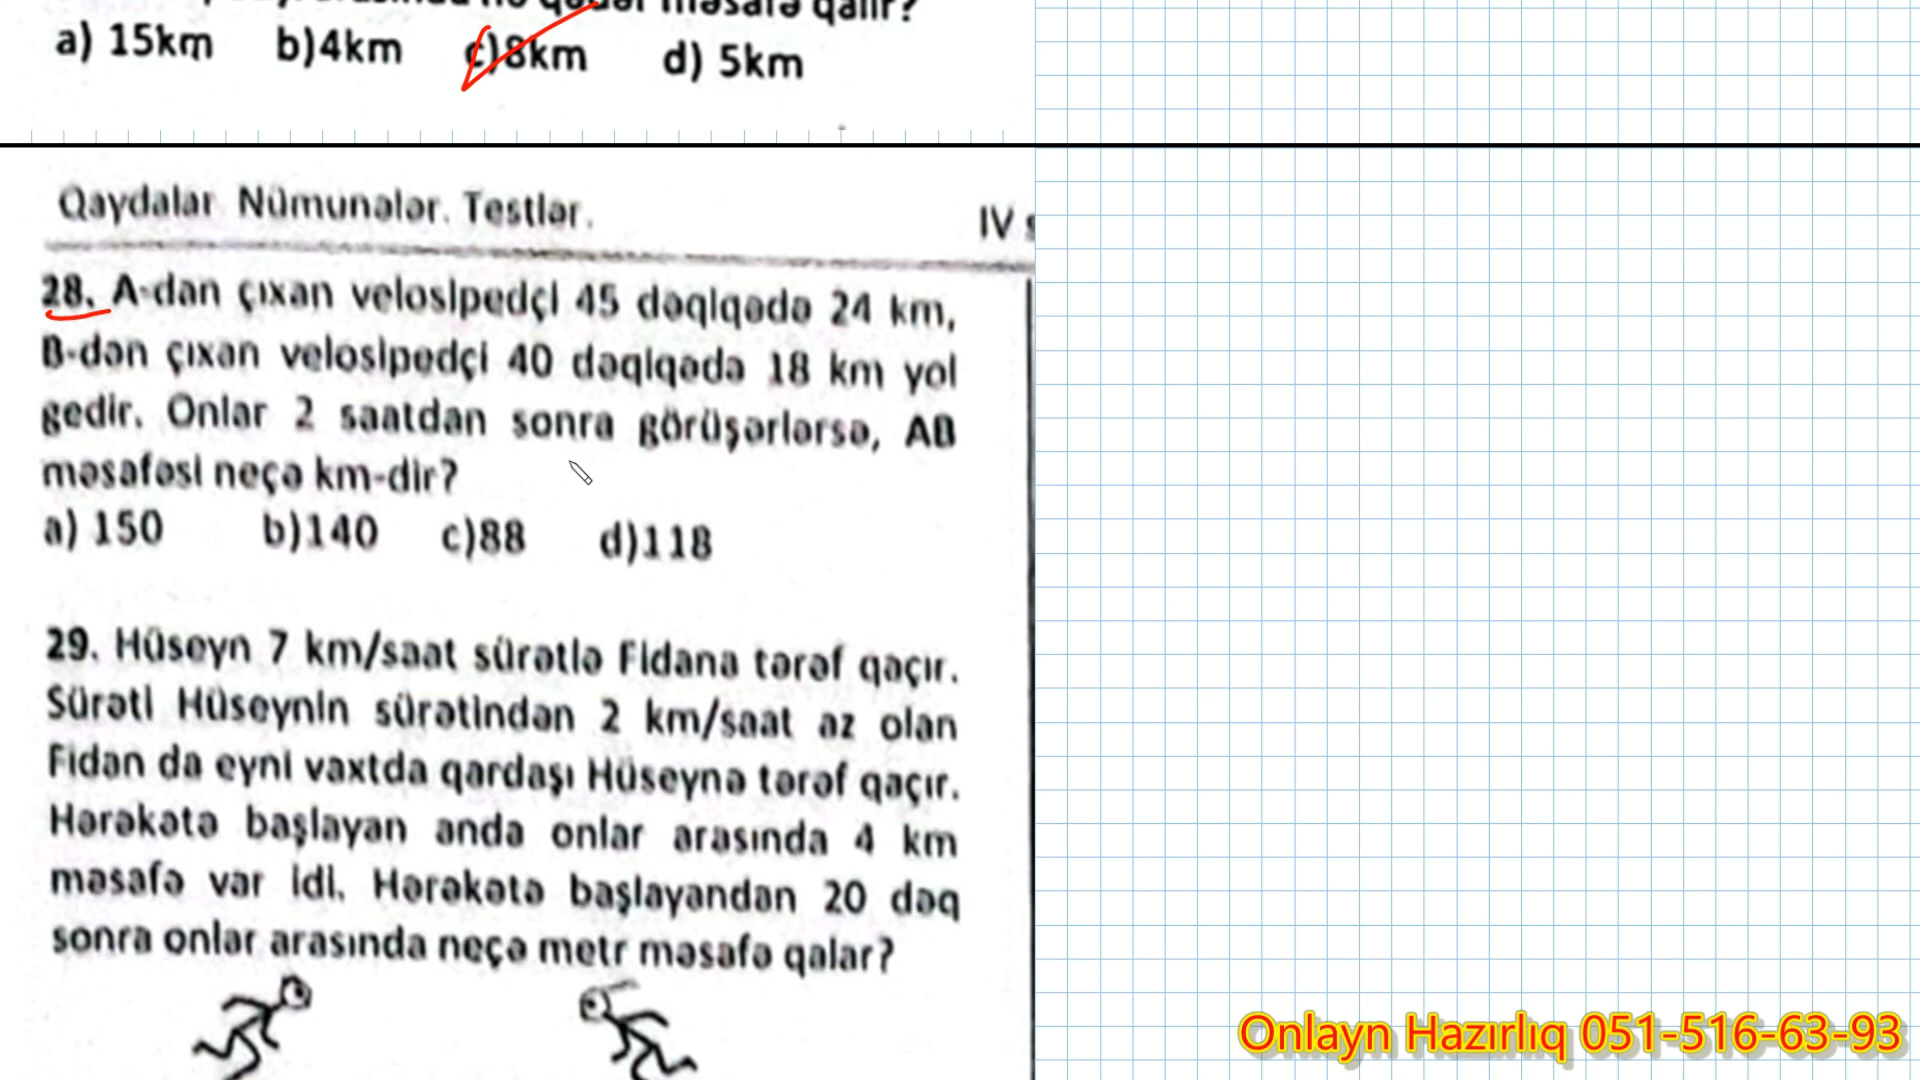 məsafə qalır?
a) 15km b)4km c)8km d) 5km
Qaydalar Nümunələr. Testlər.
IV
28. A-dan çıxan velosipedçi 45 dəqiqədə 24 km,
B-dən çıxan velosipedçi 40 dəqiqədə 18 km yol
gedir. Onlar 2 saatdan sonra görüşərlərsə, AB
məsafəsi neçə km-dir?
a) 150 b)140 c)88 d)118
29. Hüseyn 7 km/saat sürətlə Fidana tərəf qaçır.
Sürəti Hüseynin sürətindən 2 km/saat az olan
Fidan da eyni vaxtda qardaşı Hüseynə tərəf qaçır.
Hərəkətə başlayan anda onlar arasında 4 km
məsafə var idi. Hərəkətə başlayandan 20 dəq
sonra onlar arasında neçə metr məsafə qalar?
Onlayn Hazırlıq 051-516-63-93